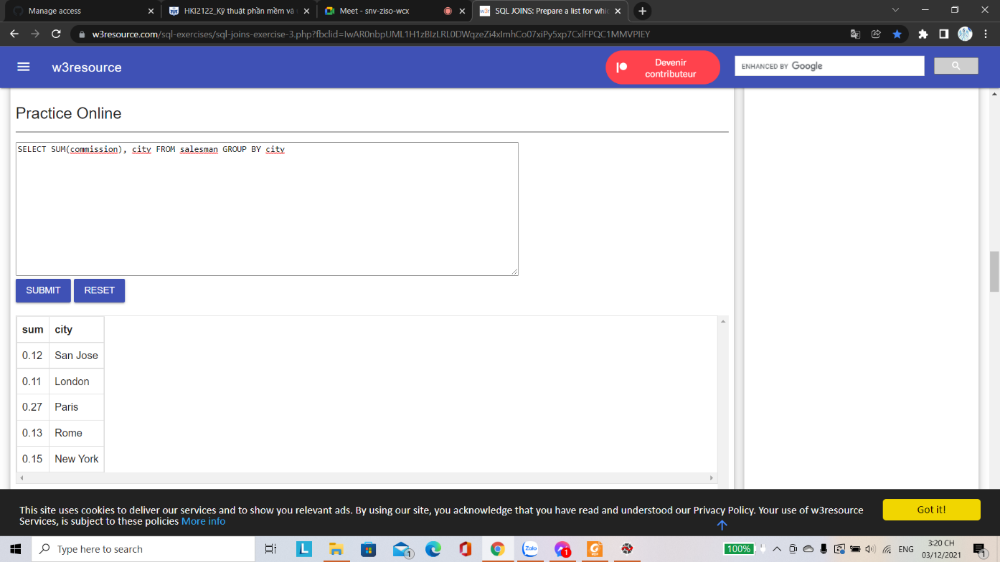 Manage access
HKI2122_Kỹ thuật phần mềm và
Meet - snv-ziso-wcx
SQL JOINS: Prepare a list for whic
w3resource.com/sql-exercises/sql-joins-exercise-3.php?fbclid=IwAR0nbpUML1H1zBIzLRL0DWqzeZi4xImhCo07xiPy5xp7CxlFPQC1MMVPIEY
w3resource
Devenir
contributeur
ENHANCED BY Google
Practice Online
SELECT SUM(commission), city FROM salesman GROUP BY city
SUBMIT RESET
sum city
0.12 San Jose
0.11 London
0.27 Paris
0.13 Rome
0.15 New York
This site uses cookies to deliver our services and to show you relevant ads. By using our site, you acknowledge that you have read and understood our Privacy Policy. Your use of w3resource
Services, is subject to these policies More info
Got it!
Type here to search
L
1
Zalo
1
100%
ENG
3:20 CH
03/12/2021
1